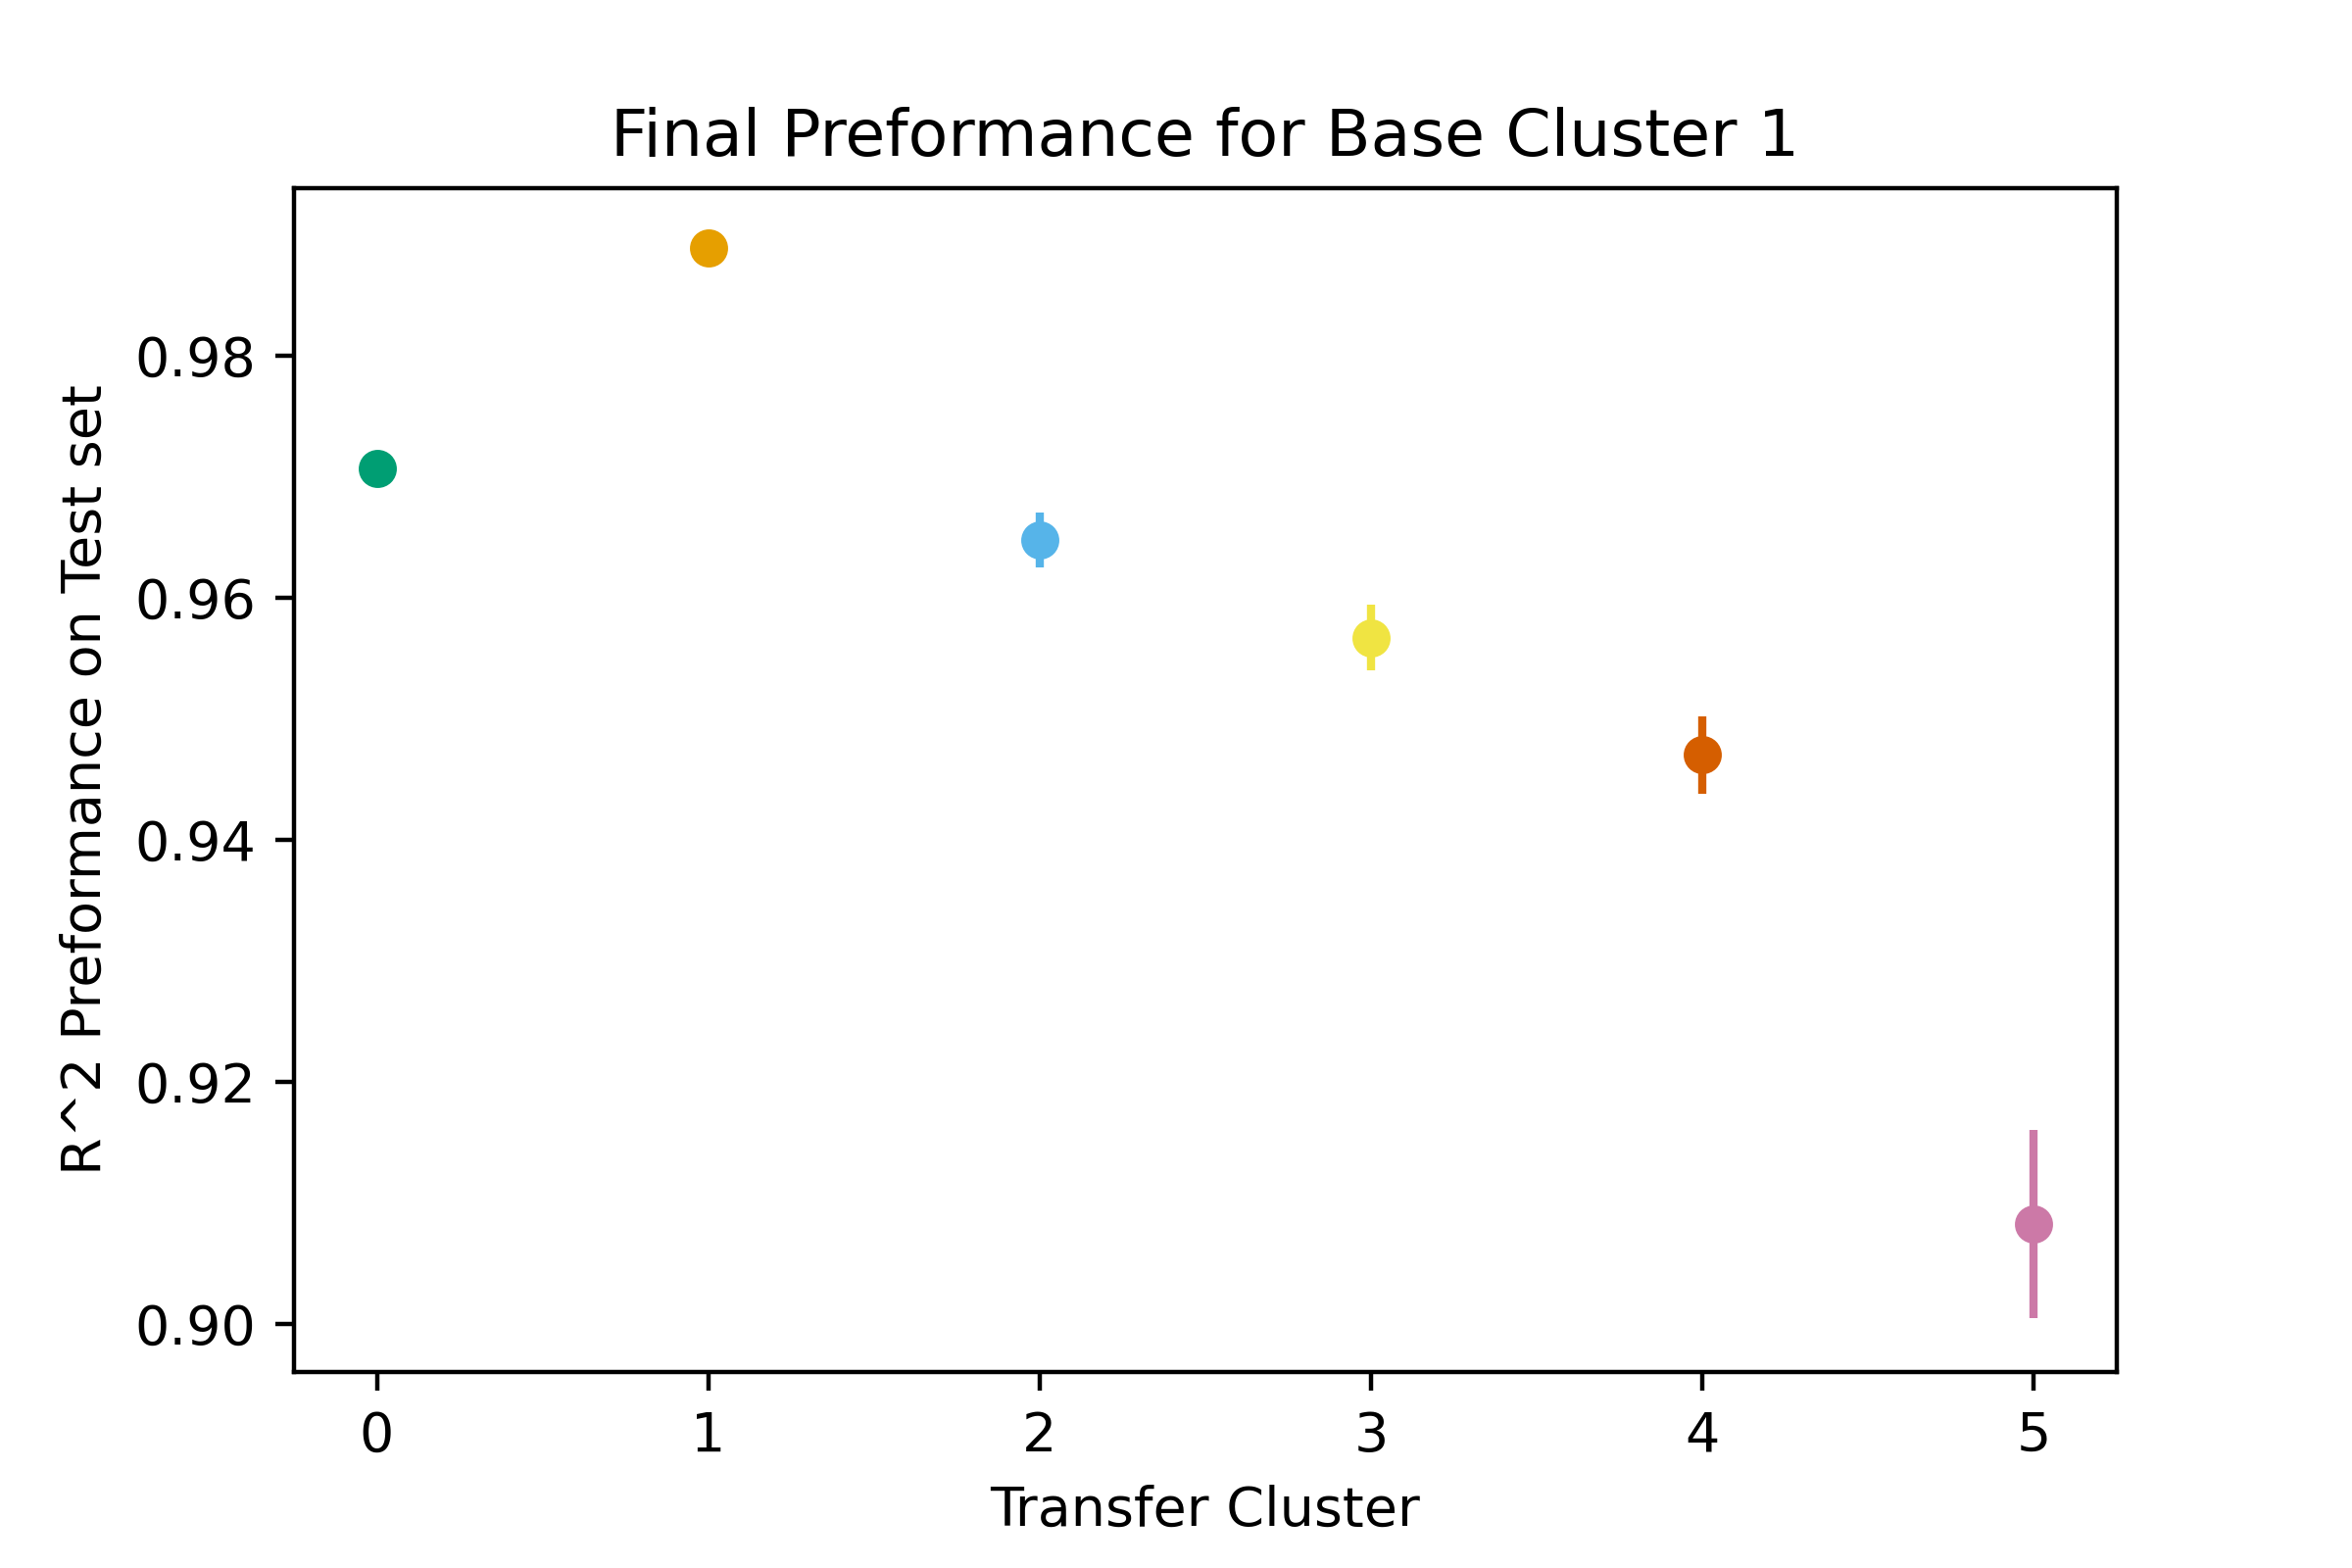 Final Preformance for Base Cluster 1
R^2 Preformance on Test set
0.98
0.96
0.94
0.92
0.90
0 1 2 3 4 5
Transfer Cluster